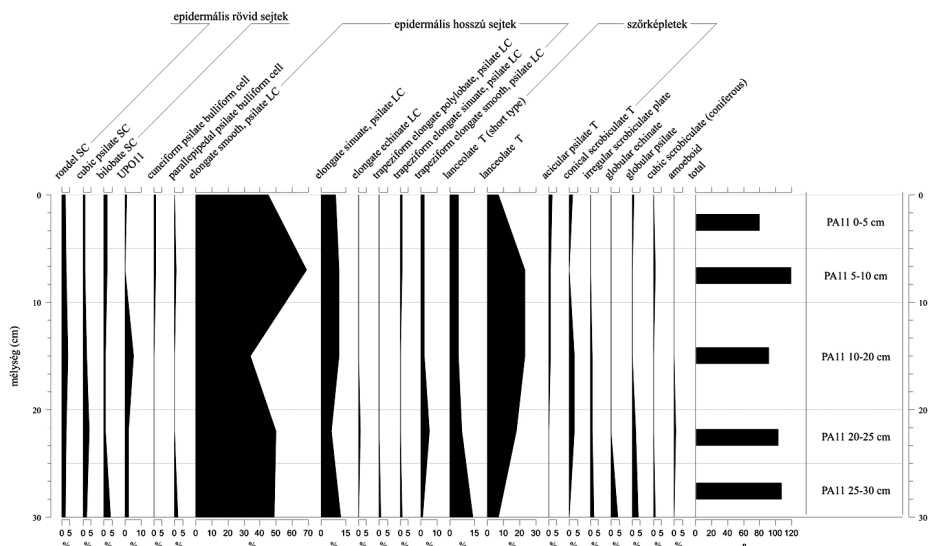 epidermális rövid sejtek
epidermális hosszú sejtek
szőrképletek
rondel SC
cubic psilate SC
bilobate SC
UPO11
cunciform psilate bulliform cell
parallepipedal psilate bulliform cell
elongate smooth, psilate LC
elongate sinuate, psilate LC
elongate echinate LC
trapeziform elongate polylobate, psilate LC
trapeziform elongate sinuate, psilate LC
trapeziform elongate smooth, psilate LC
lanceolate T (short type)
lanceolate T
acicular psilate T
conical scrobiculate T
irregular scrobiculate plate
globular echinate
globular psilate
cubic scrobiculate (coniferous)
amoeboid
total
0
10
20
30
mélység (cm)
PA11 0-5 cm
PA11 5-10 cm
PA11 10-20 cm
PA11 20-25 cm
PA11 25-30 cm
0
10
20
30
0 5 0 5 0 5 0 10 0 5 0 5 0 10 20 30 40 50 60 70 0 15 0 5 0 5 0 5 0 10 0 15 0 10 20 30 0 5 0 5 0 5 0 5 0 5 0 5 0 5 0 20 40 60 80 100 120
% % % % % % % % % % % % % % % % % % % % % n